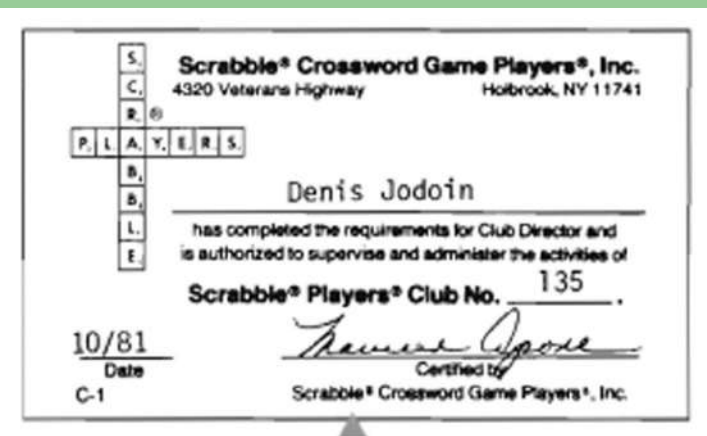 S
C
R ®
P L A Y E R S
B
B
L
E
Scrabble® Crossword Game Players®, Inc.
4320 Veterans Highway Holbrook, NY 11741
Denis Jodoin
has completed the requirements for Club Director and
is authorized to supervise and administer the activities of
Scrabble® Players® Club No. 135 .
10/81
Date
Certified by
C-1 Scrabble® Crossword Game Players®, Inc.